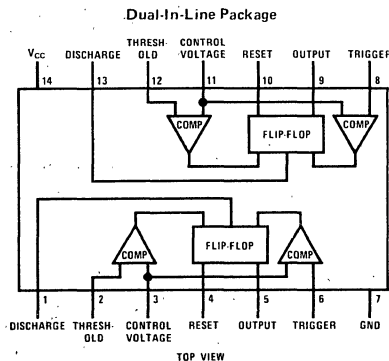 Dual-In-Line Package
VCC DISCHARGE THRESH-OLD CONTROL VOLTAGE RESET OUTPUT TRIGGER
14 13 12 11 10 9 8
COMP FLIP-FLOP COMP
COMP FLIP-FLOP COMP
1 2 3 4 5 6 7
DISCHARGE THRESH-OLD CONTROL VOLTAGE RESET OUTPUT TRIGGER GND
TOP VIEW